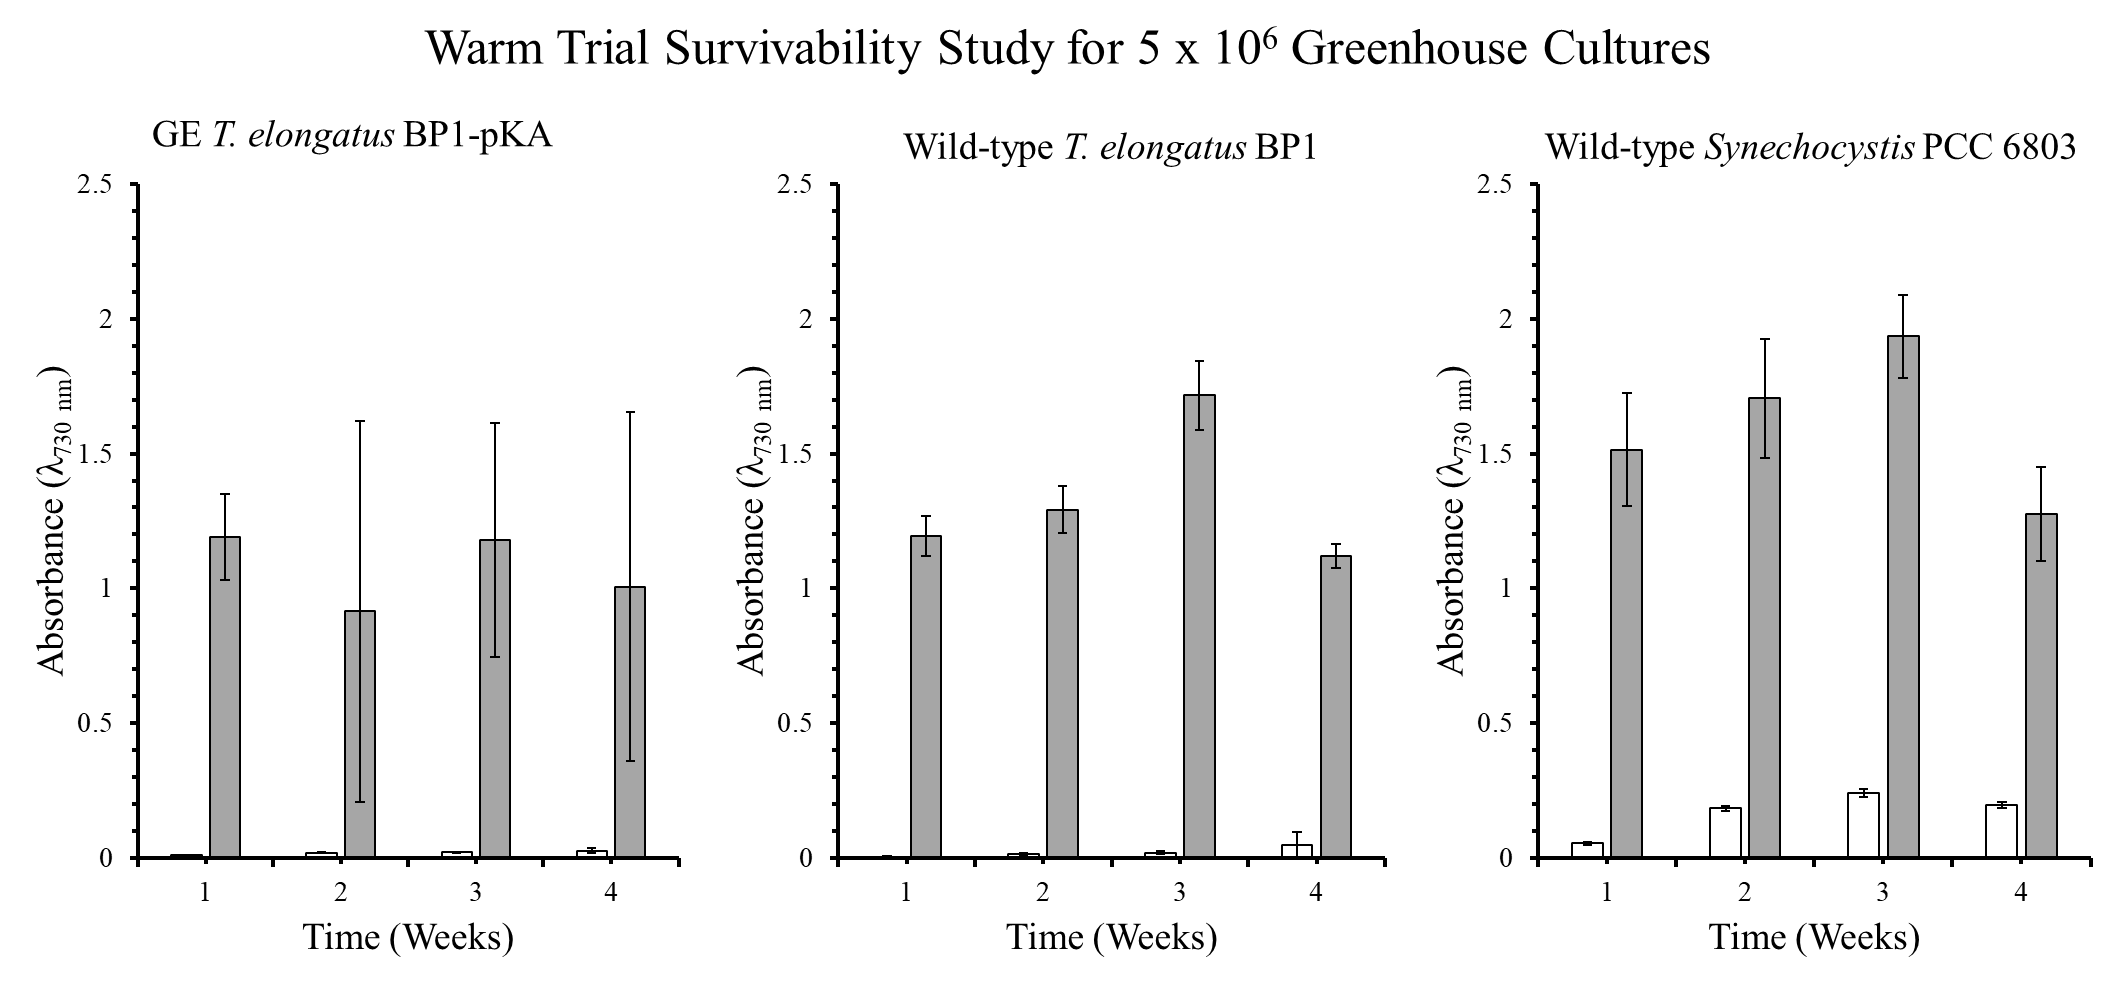 Warm Trial Survivability Study for 5 x 10⁶ Greenhouse Cultures
GE T. elongatus BP1-pKA
2.5
2
1.5
1
0.5
0
Absorbance (λ730 nm)
1 2 3 4
Time (Weeks)
Wild-type T. elongatus BP1
2.5
2
1.5
1
0.5
0
Absorbance (λ730 nm)
1 2 3 4
Time (Weeks)
Wild-type Synechocystis PCC 6803
2.5
2
1.5
1
0.5
0
Absorbance (λ730 nm)
1 2 3 4
Time (Weeks)